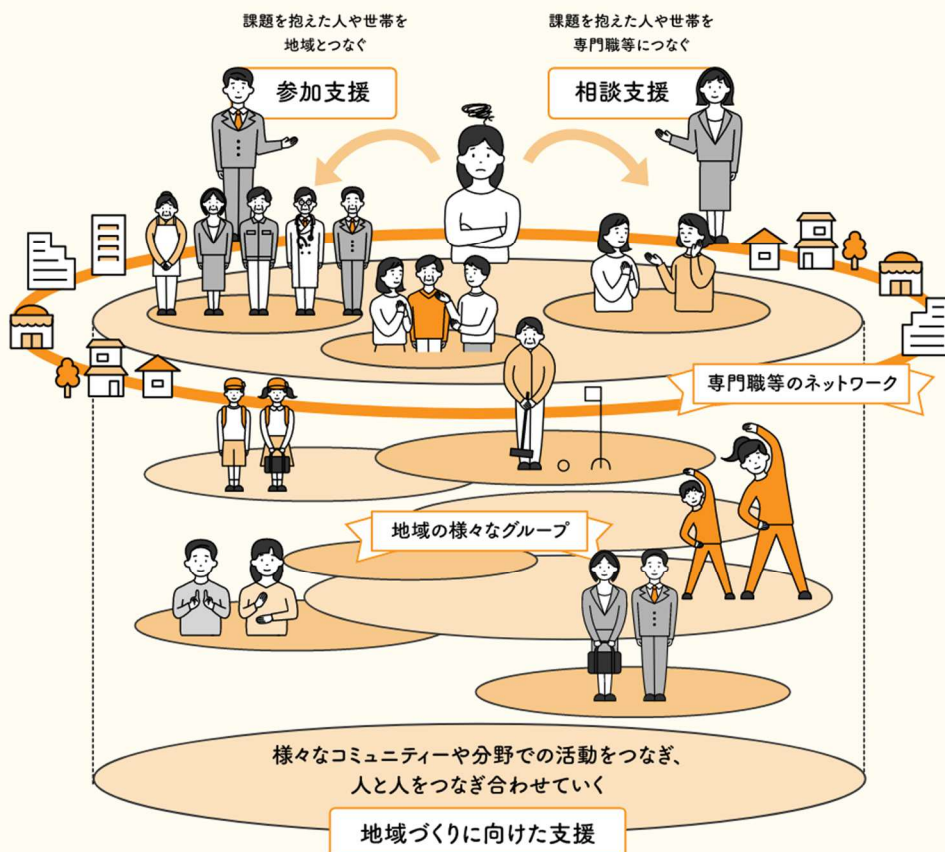 課題を抱えた人や世帯を
地域とつなぐ
参加支援
課題を抱えた人や世帯を
専門職等につなぐ
相談支援
専門職等のネットワーク
地域の様々なグループ
様々なコミュニティーや分野での活動をつなぎ、
人と人をつなぎ合わせていく
地域づくりに向けた支援